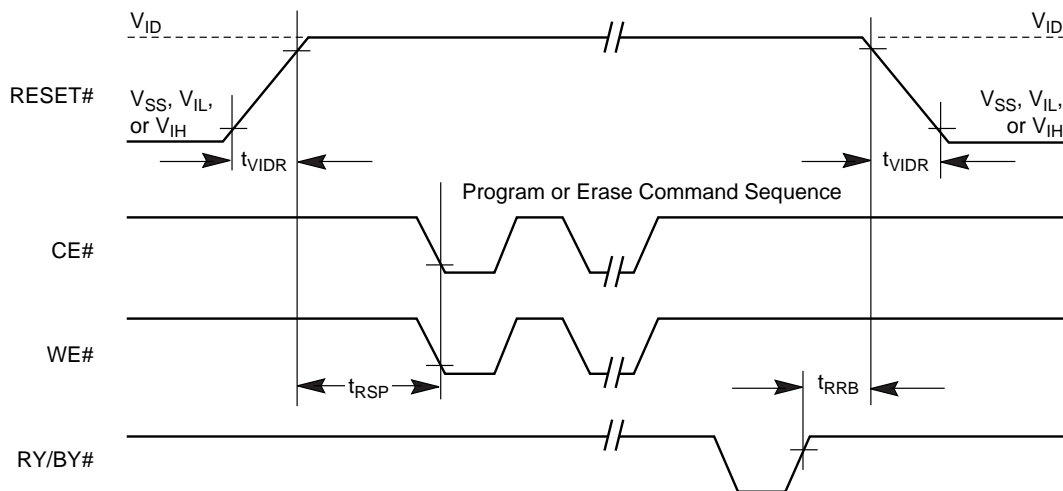 V_ID V_ID
RESET#
V_SS, V_IL, or V_IH
V_SS, V_IL, or V_IH
t_VIDR t_VIDR
Program or Erase Command Sequence
CE#
WE#
t_RSP t_RRB
RY/BY#